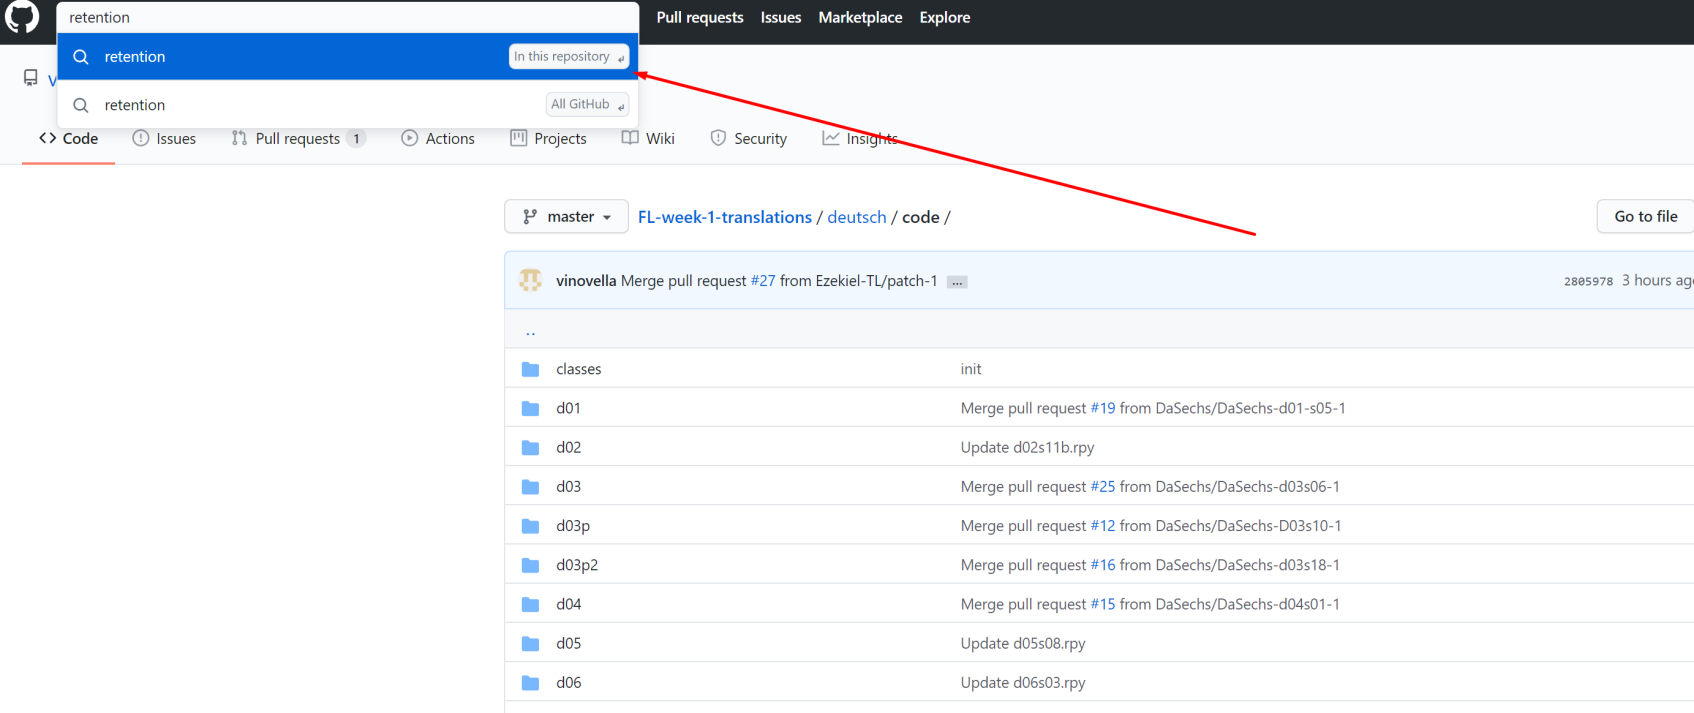 retention Pull requests Issues Marketplace Explore
retention In this repository
retention All GitHub
Code Issues Pull requests 1 Actions Projects Wiki Security Insights
master FL-week-1-translations / deutsch / code / Go to file
vinovella Merge pull request #27 from Ezekiel-TL/patch-1 ... 2805978 3 hours
..
classes init
d01 Merge pull request #19 from DaSechs/DaSechs-d01-s05-1
d02 Update d02s11b.rpy
d03 Merge pull request #25 from DaSechs/DaSechs-d03s06-1
d03p Merge pull request #12 from DaSechs/DaSechs-D03s10-1
d03p2 Merge pull request #16 from DaSechs/DaSechs-d03s18-1
d04 Merge pull request #15 from DaSechs/DaSechs-d04s01-1
d05 Update d05s08.rpy
d06 Update d06s03.rpy